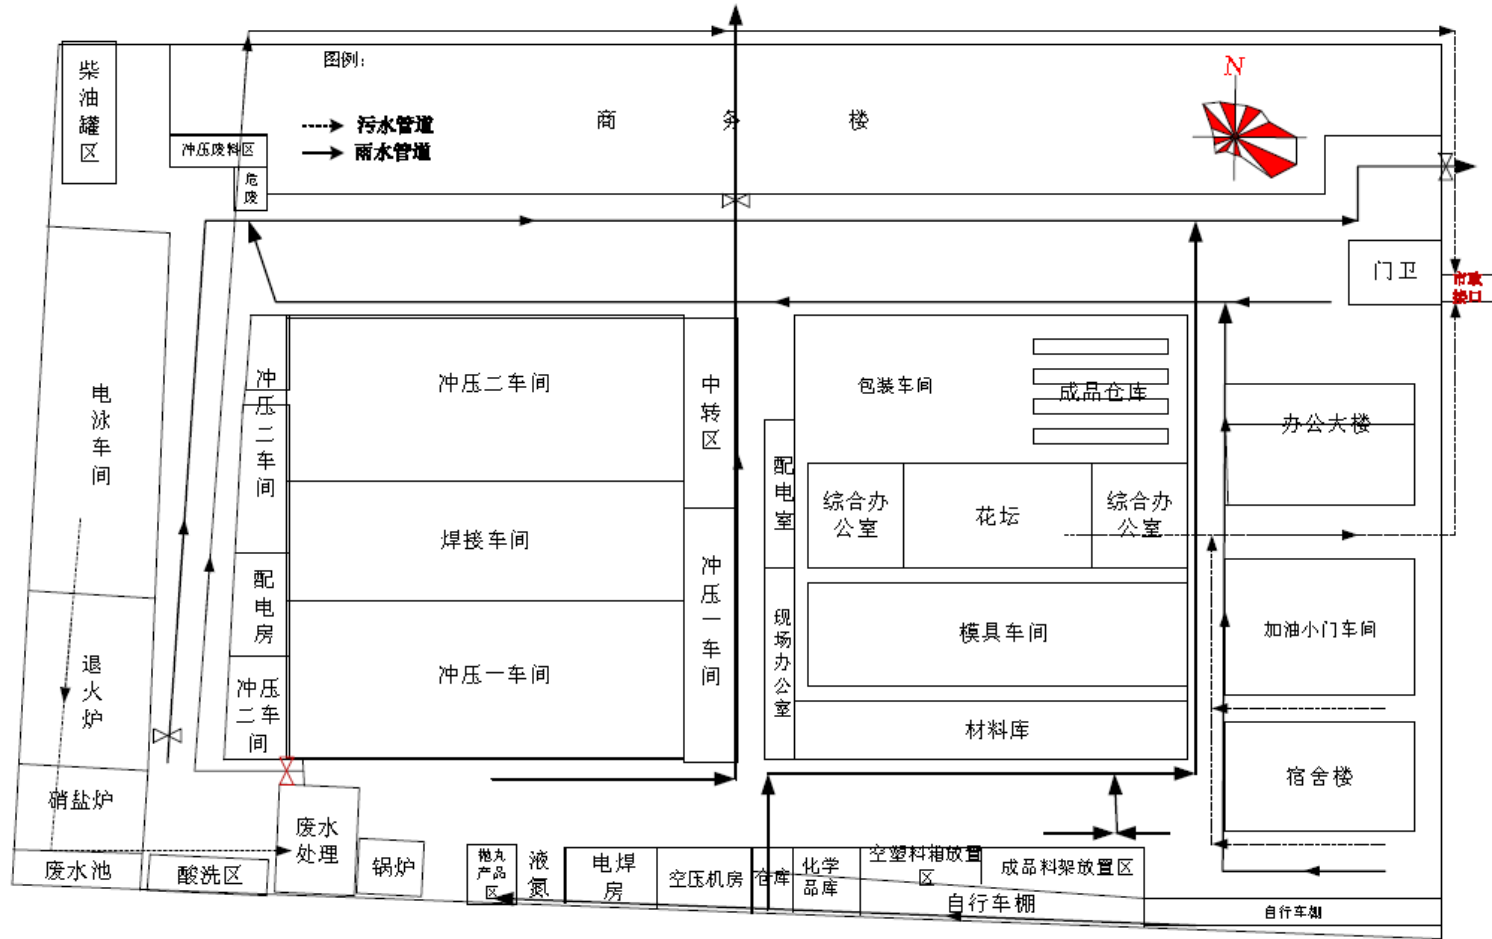 图例：
污水管道
雨水管道
商务楼
N
柴油罐区
冲压废料区
危废
门卫
电泳车间
冲压二车间
冲压二车间
中转区
包装车间
成品仓库
办公大楼
配电室
综合办
公室
花坛
综合办
公室
焊接车间
配电房
冲压一车间
现场办公室
模具车间
加油小门车间
退火炉
冲压
二车
间
冲压一车间
材料库
宿舍楼
硝盐炉
废水
处理
锅炉
废水池
酸洗区
抛丸
产品
区
液氮
电焊
房
空压机房
仓库
化学
品库
空塑料箱放置
区
成品料架放置区
自行车棚
自行车棚